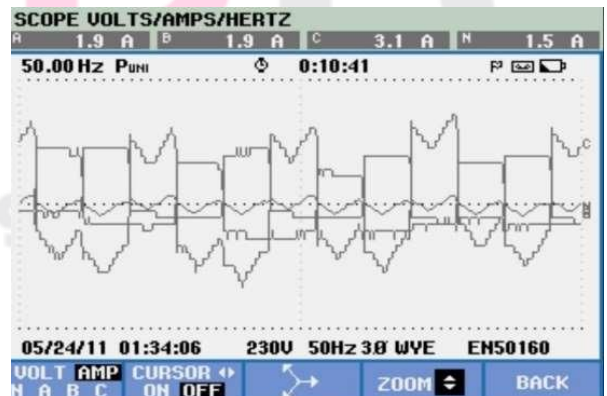 SCOPE VOLTS/AMPS/HERTZ
A 1.9 A B 1.9 A C 3.1 A N 1.5 A
50.00 Hz PUNI 0:10:41
C
05/24/11 01:34:06 230V 50Hz 3.0 WYE EN50160
VOLT AMP CURSOR ZOOM BACK
N A B C ON OFF